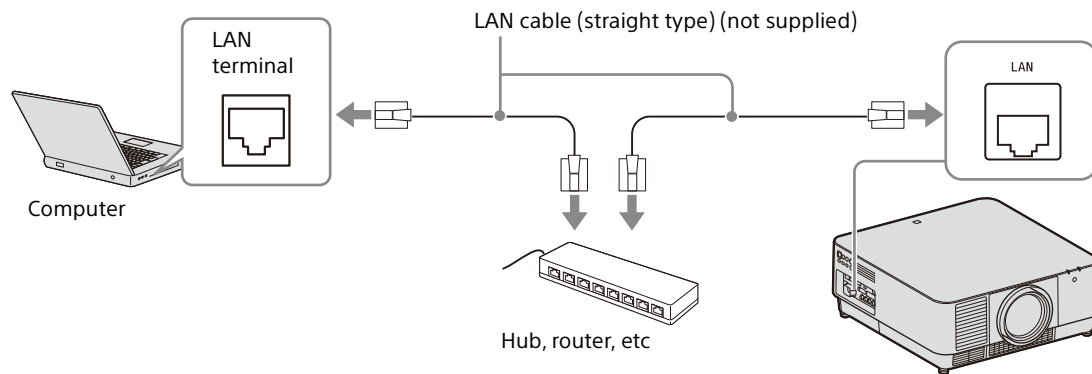 LAN cable (straight type) (not supplied)
LAN
terminal
LAN
Computer
Hub, router, etc